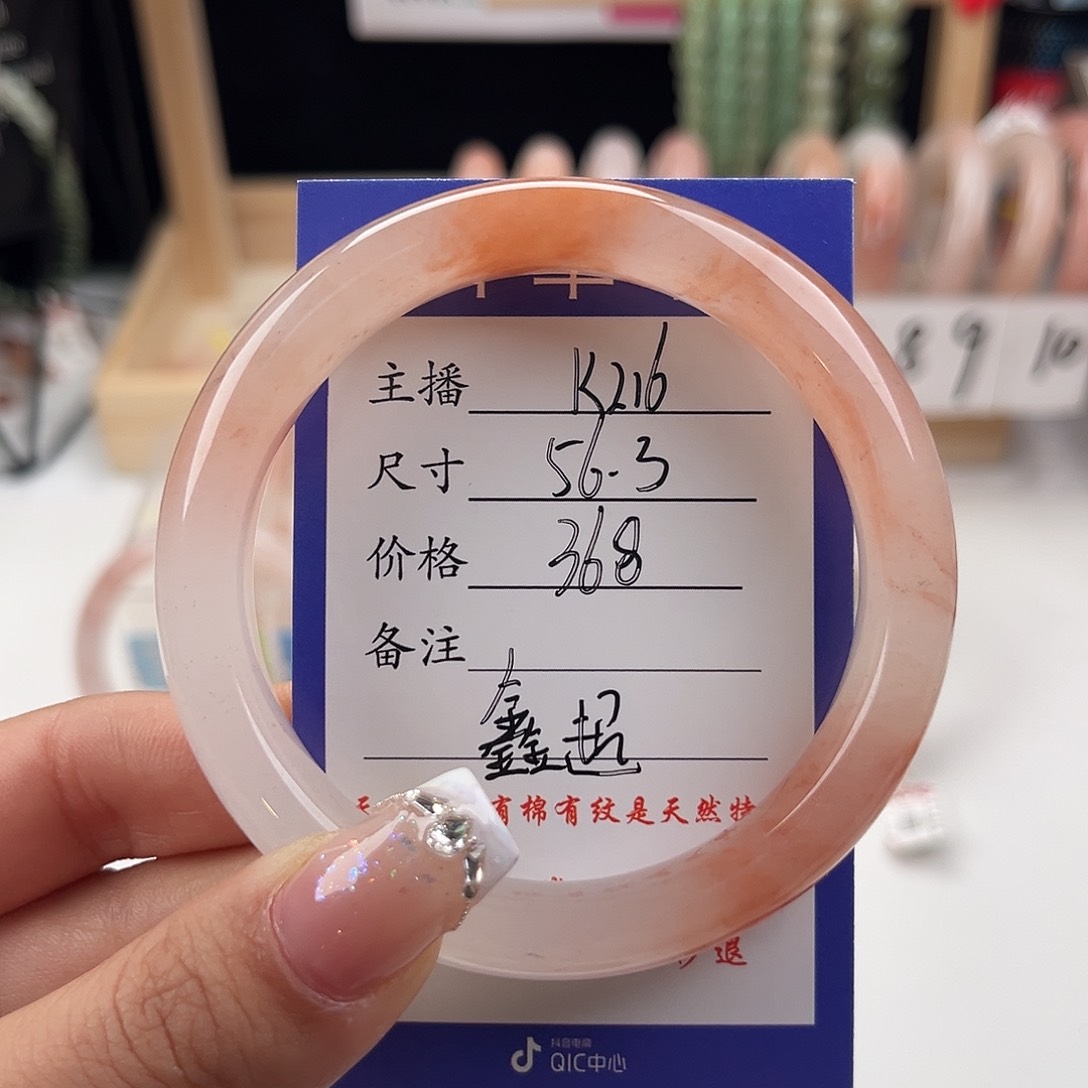 主播 K216
尺寸 56.3
价格 368
备注
鑫超
有棉有纹是天然特
退
抖音电商
QIC中心
8 9 10